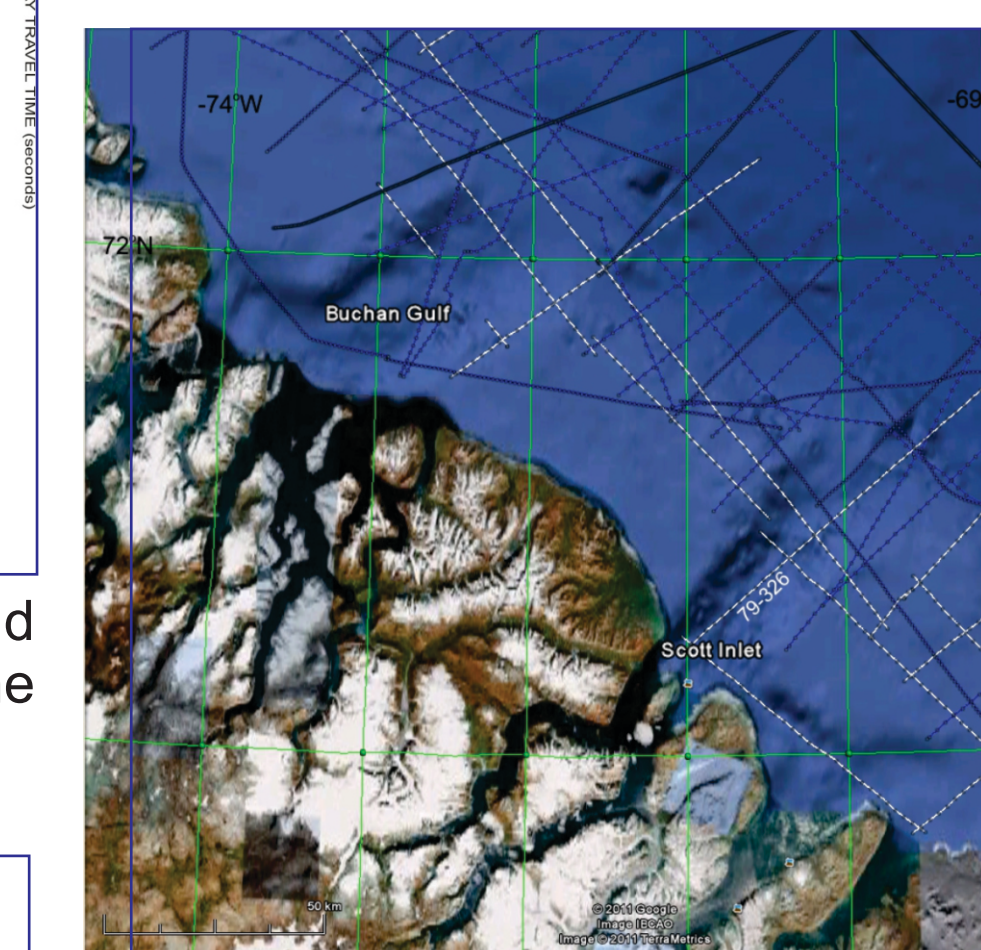 Y TRAVEL TIME (seconds)
-74°W
-69
72°N
Buchan Gulf
79-326
Scott Inlet
d
e
50 km
© 2011 Google
Image IBCAO
Image © 2011 TerraMetrics